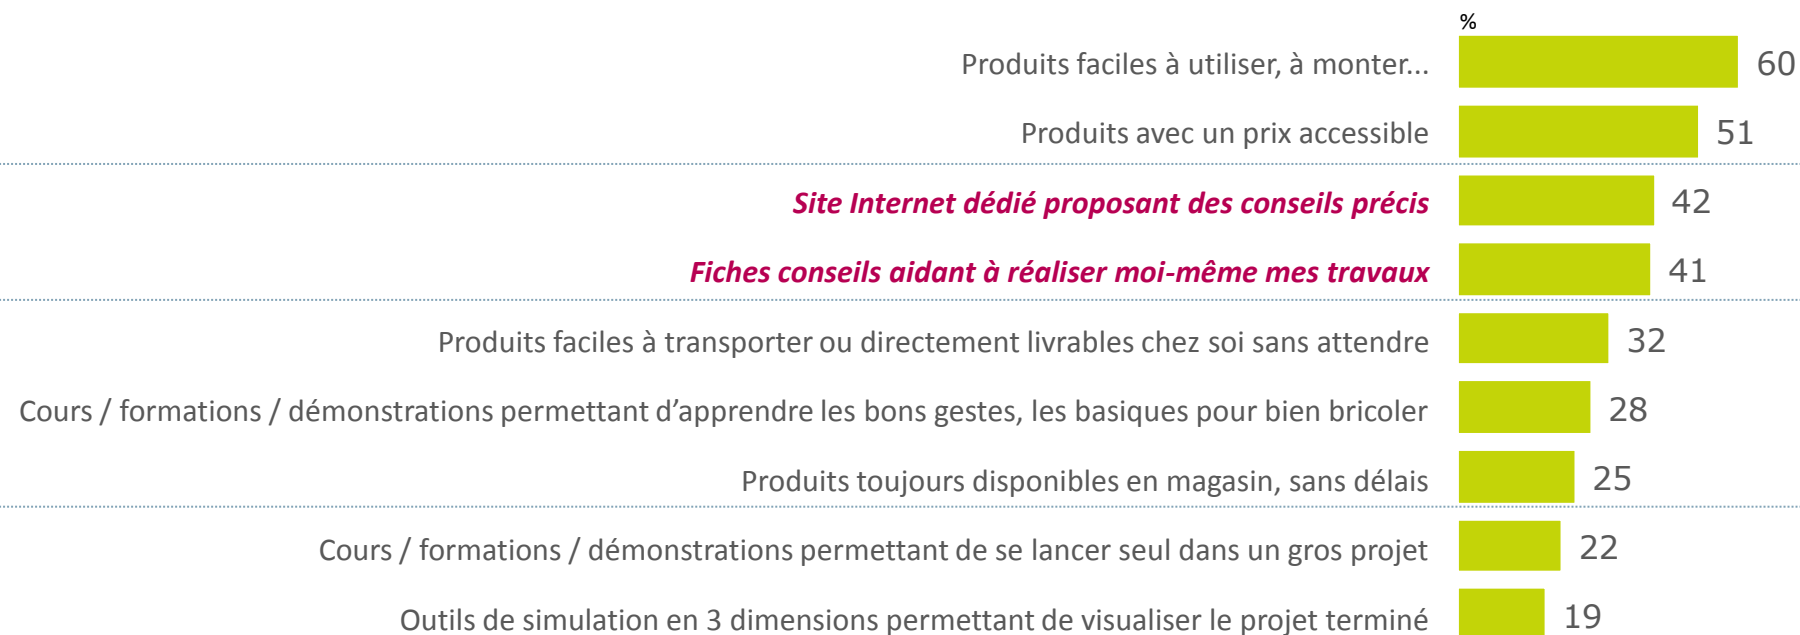 %
Produits faciles à utiliser, à monter... 60
Produits avec un prix accessible 51
Site Internet dédié proposant des conseils précis 42
Fiches conseils aidant à réaliser moi-même mes travaux 41
Produits faciles à transporter ou directement livrables chez soi sans attendre 32
Cours / formations / démonstrations permettant d’apprendre les bons gestes, les basiques pour bien bricoler 28
Produits toujours disponibles en magasin, sans délais 25
Cours / formations / démonstrations permettant de se lancer seul dans un gros projet 22
Outils de simulation en 3 dimensions permettant de visualiser le projet terminé 19